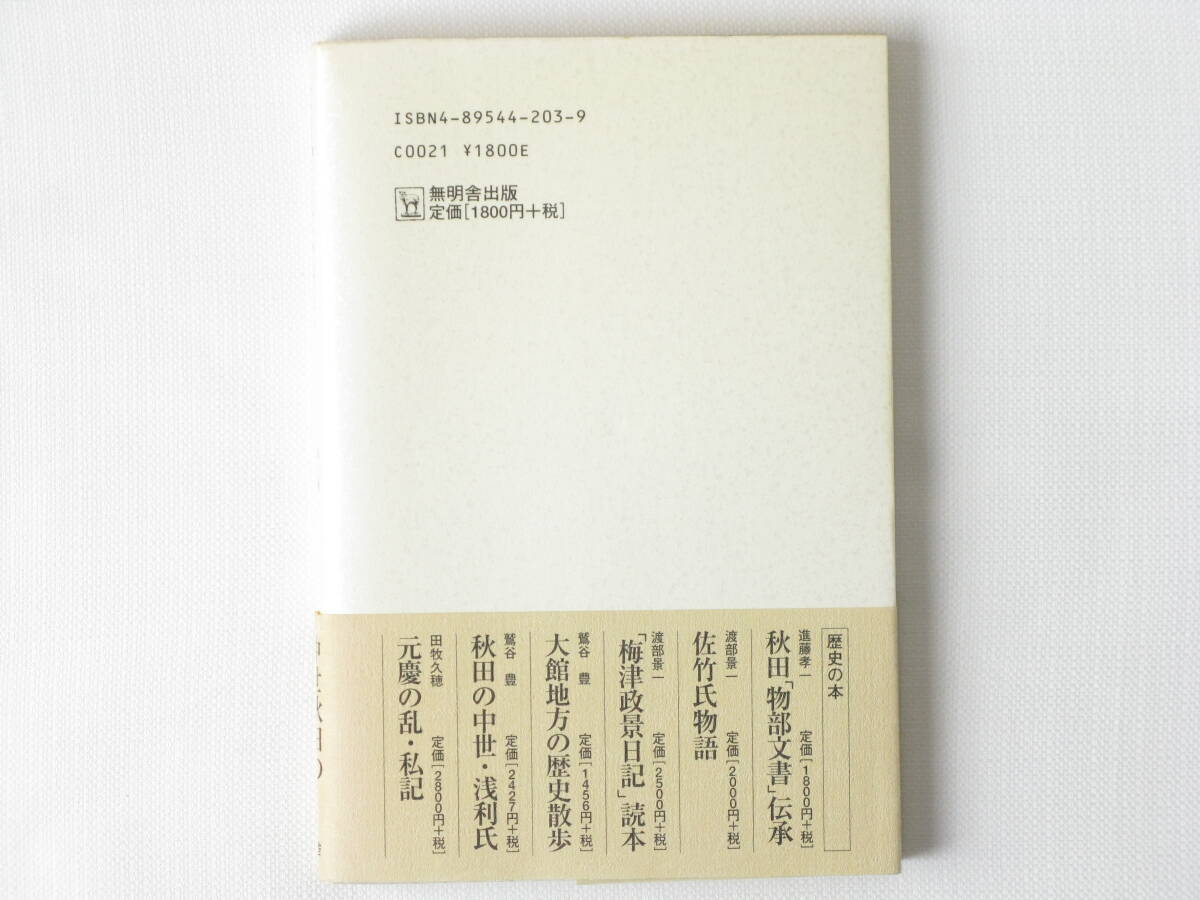 ISBN4-89544-203-9
C0021 ¥1800E
無明舎出版
定価[1800円+税]
歴史の本
進藤孝一 定価[1800円+税]
秋田「物部文書」伝承
渡部景一 定価[2000円+税]
佐竹氏物語
渡部景一 定価[2500円+税]
「梅津政景日記」読本
鷲谷 豊 定価[1456円+税]
大館地方の歴史散歩
鷲谷 豊 定価[2427円+税]
秋田の中世・浅利氏
田牧久穂 定価[2800円+税]
元慶の乱・私記